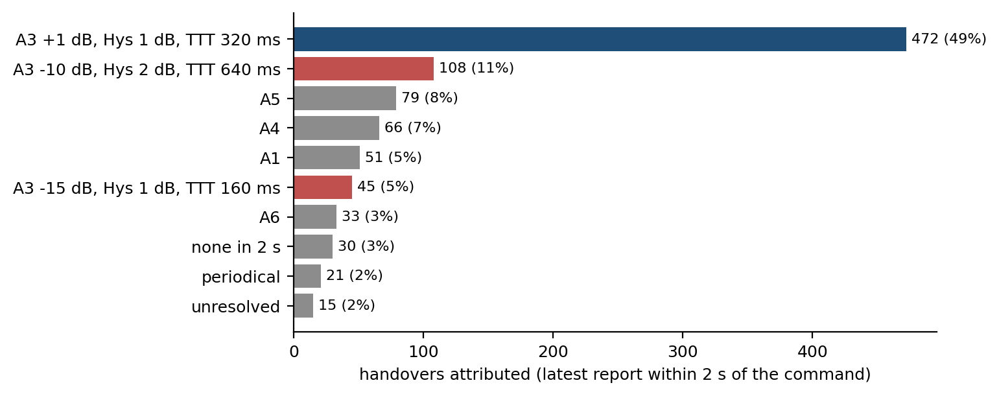 A3 +1 dB, Hys 1 dB, TTT 320 ms 472 (49%)
A3 -10 dB, Hys 2 dB, TTT 640 ms 108 (11%)
A5 79 (8%)
A4 66 (7%)
A1 51 (5%)
A3 -15 dB, Hys 1 dB, TTT 160 ms 45 (5%)
A6 33 (3%)
none in 2 s 30 (3%)
periodical 21 (2%)
unresolved 15 (2%)
0 100 200 300 400
handovers attributed (latest report within 2 s of the command)